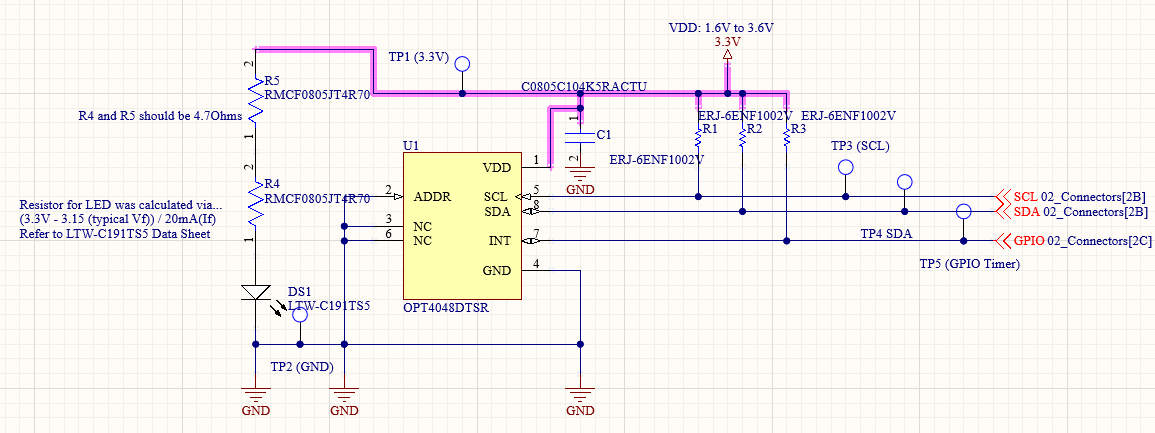 VDD: 1.6V to 3.6V
3.3V
TP1 (3.3V)
2
R5
RMCF0805JT4R70
R4 and R5 should be 4.7Ohms
1
C0805C104K5RACTU
1
C1
2
GND
ERJ-6ENF1002V
ERJ-6ENF1002V
R1
R2
R3
ERJ-6ENF1002V
TP3 (SCL)
U1
2
R4
RMCF0805JT4R70
1
Resistor for LED was calculated via...
(3.3V - 3.15 (typical Vf)) / 20mA(If)
Refer to LTW-C191TS5 Data Sheet
VDD
1
2
ADDR
SCL
5
SDA
8
3
NC
6
NC
INT
7
GND
4
OPT4048DTSR
SCL 02_Connectors[2B]
SDA 02_Connectors[2B]
TP4 SDA
GPIO 02_Connectors[2C]
TP5 (GPIO Timer)
DS1
LTW-C191TS5
TP2 (GND)
GND
GND
GND